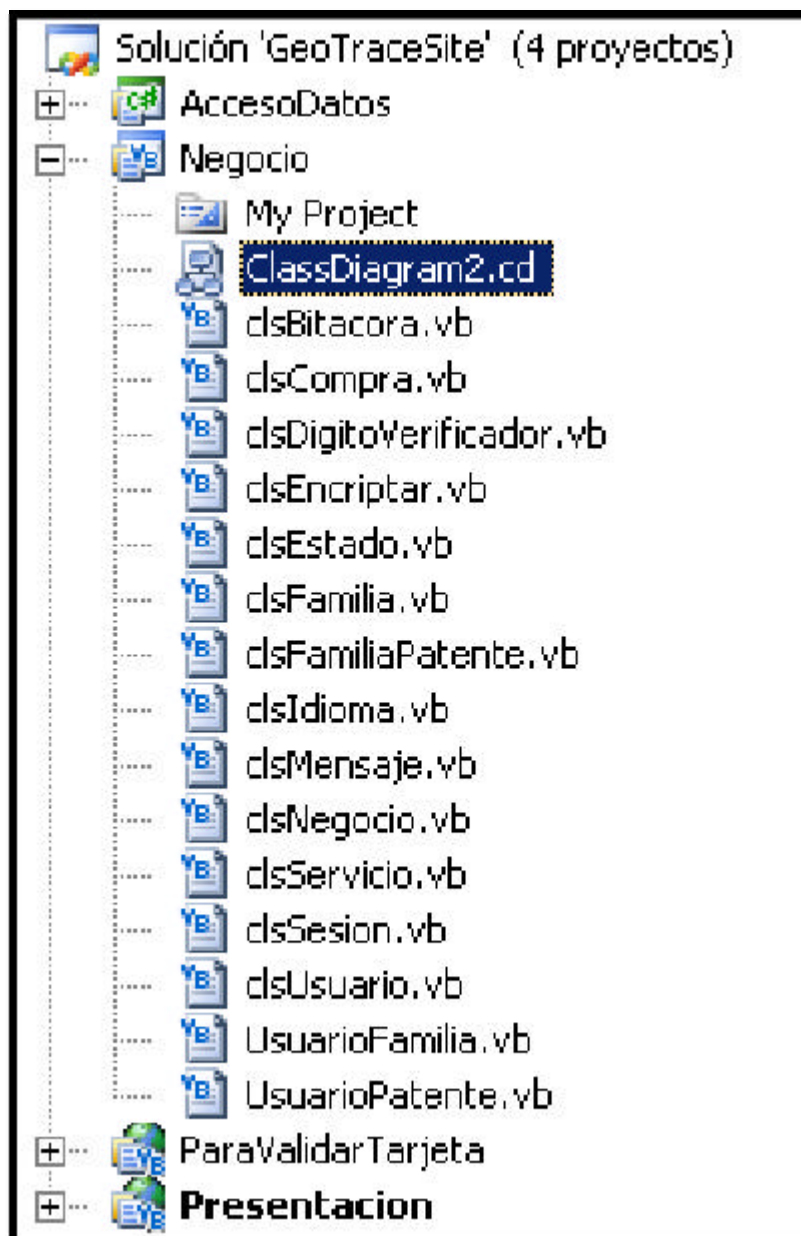 Solución 'GeoTraceSite' (4 proyectos)
AccesoDatos
Negocio
My Project
ClassDiagram2.cd
clsBitacora.vb
clsCompra.vb
clsDigitoVerificador.vb
clsEncriptar.vb
clsEstado.vb
clsFamilia.vb
clsFamiliaPatente.vb
clsIdioma.vb
clsMensaje.vb
clsNegocio.vb
clsServicio.vb
clsSesion.vb
clsUsuario.vb
UsuarioFamilia.vb
UsuarioPatente.vb
ParaValidarTarjeta
Presentacion